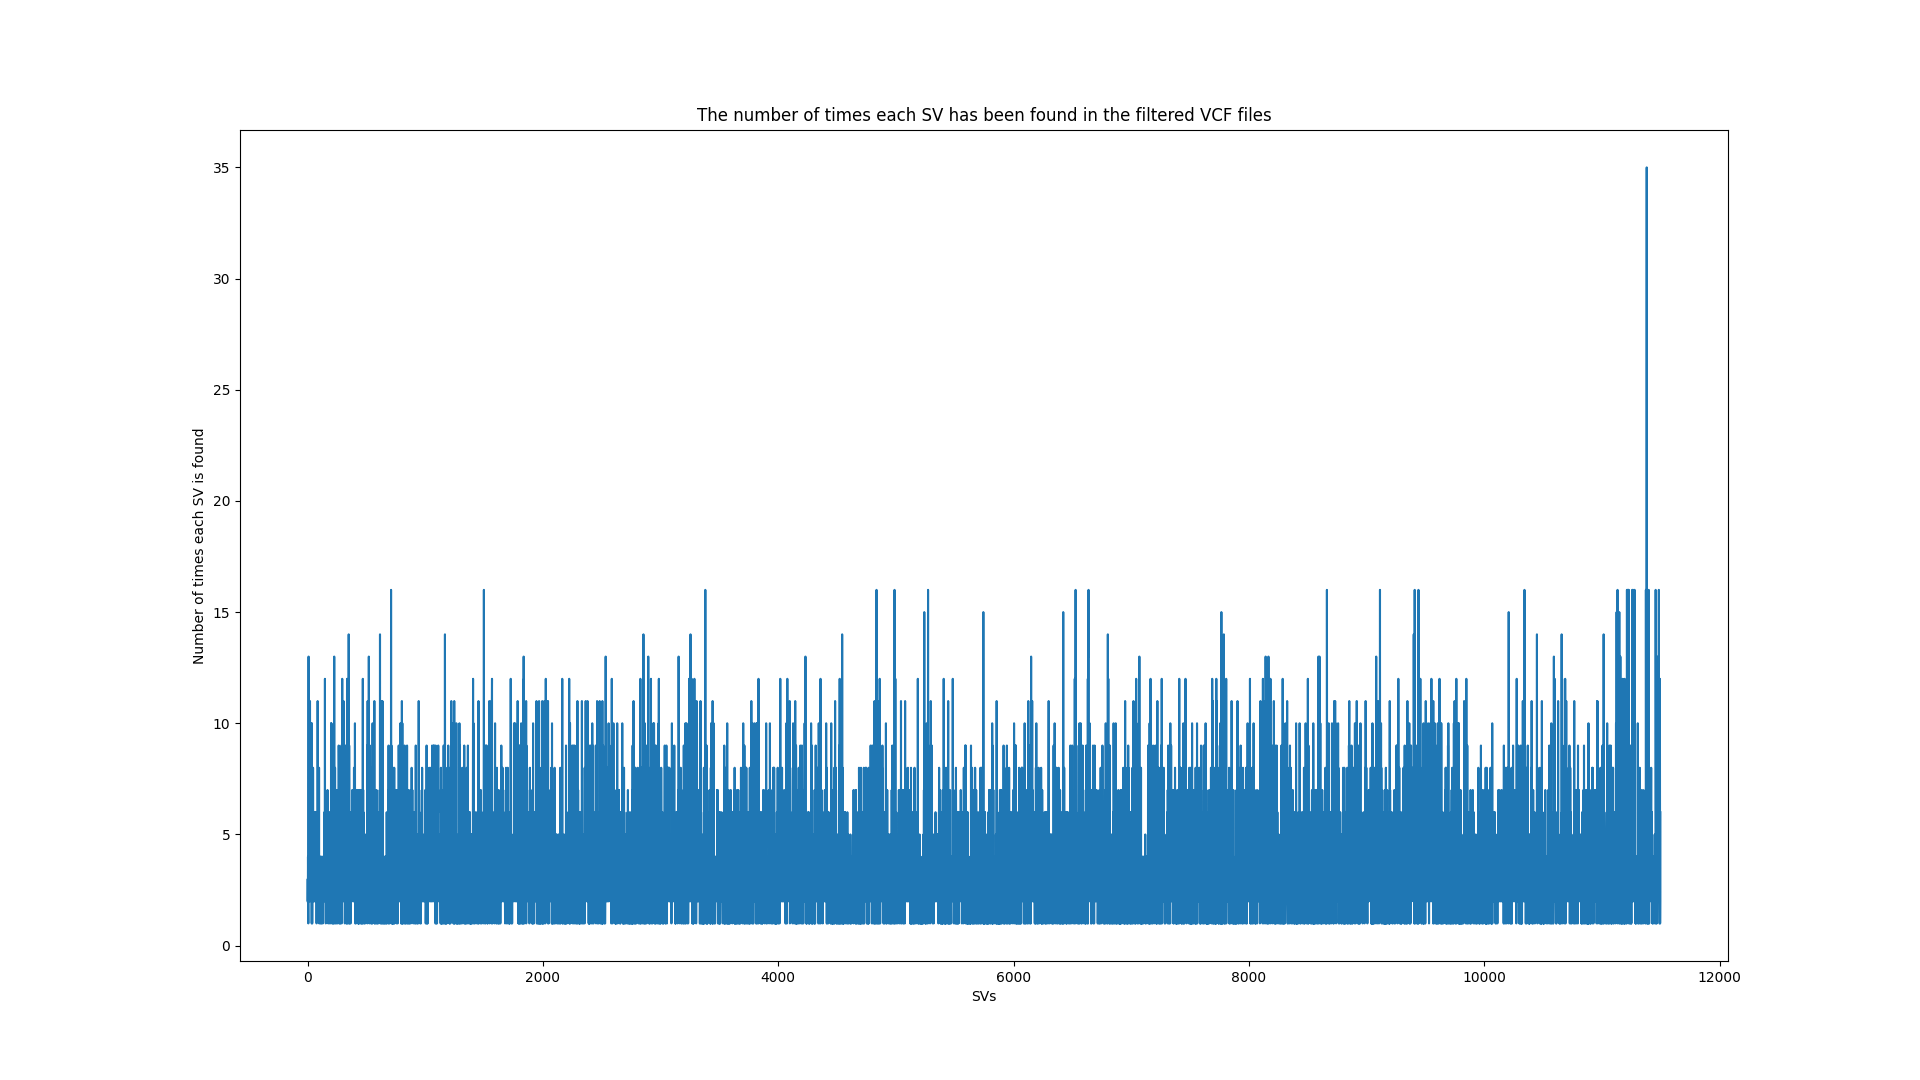 The number of times each SV has been found in the filtered VCF files
35
30
25
20
15
10
5
0
Number of times each SV is found
0 2000 4000 6000 8000 10000 12000
SVs